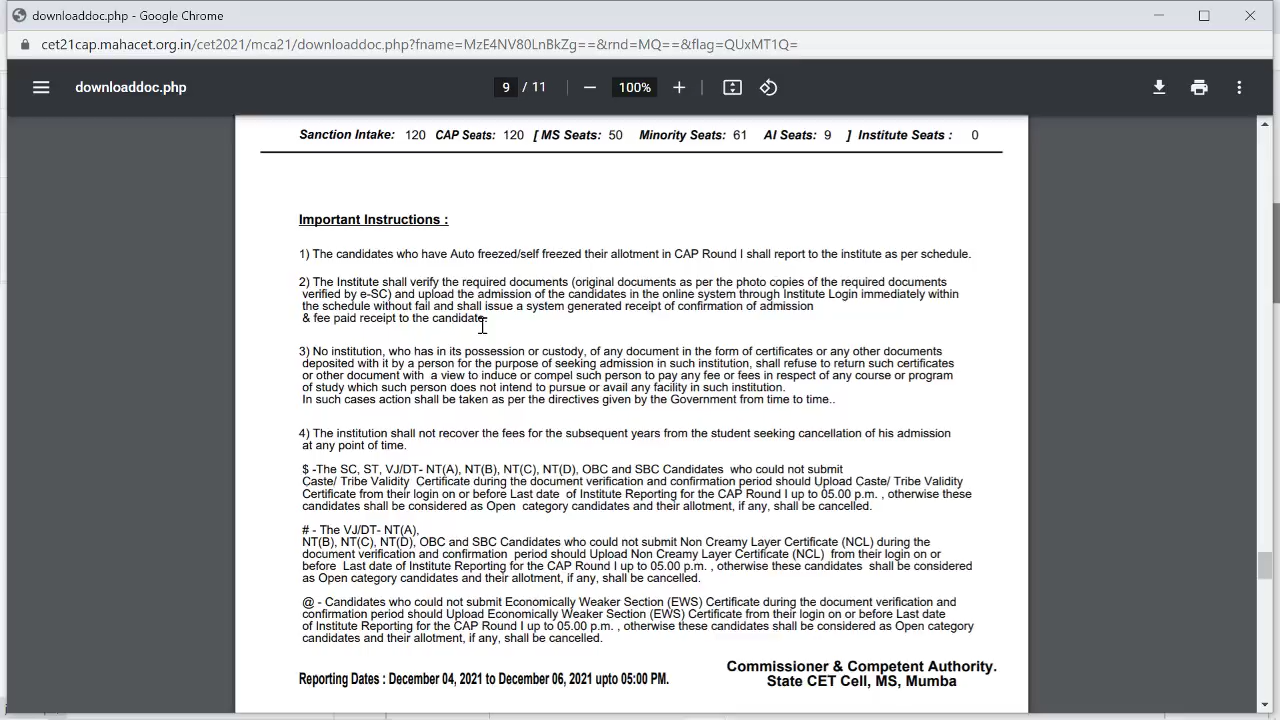 downloaddoc.php - Google Chrome
cet21cap.mahacet.org.in/cet2021/mca21/downloaddoc.php?fname=MzE4NV80LnBkZg==&rnd=MQ==&flag=QUxMT1Q=
downloaddoc.php
9 / 11
100%
Sanction Intake: 120 CAP Seats: 120 [ MS Seats: 50 Minority Seats: 61 AI Seats: 9 ] Institute Seats : 0
Important Instructions :
1) The candidates who have Auto freezed/self freezed their allotment in CAP Round I shall report to the institute as per schedule.
2) The Institute shall verify the required documents (original documents as per the photo copies of the required documents
verified by e-SC) and upload the admission of the candidates in the online system through Institute Login immediately within
the schedule without fail and shall issue a system generated receipt of confirmation of admission
& fee paid receipt to the candidate.
3) No institution, who has in its possession or custody, of any document in the form of certificates or any other documents
deposited with it by a person for the purpose of seeking admission in such institution, shall refuse to return such certificates
or other document with a view to induce or compel such person to pay any fee or fees in respect of any course or program
of study which such person does not intend to pursue or avail any facility in such institution.
In such cases action shall be taken as per the directives given by the Government from time to time..
4) The institution shall not recover the fees for the subsequent years from the student seeking cancellation of his admission
at any point of time.
$ -The SC, ST, VJ/DT- NT(A), NT(B), NT(C), NT(D), OBC and SBC Candidates who could not submit
Caste/ Tribe Validity Certificate during the document verification and confirmation period should Upload Caste/ Tribe Validity
Certificate from their login on or before Last date of Institute Reporting for the CAP Round I up to 05.00 p.m. , otherwise these
candidates shall be considered as Open category candidates and their allotment, if any, shall be cancelled.
# - The VJ/DT- NT(A),
NT(B), NT(C), NT(D), OBC and SBC Candidates who could not submit Non Creamy Layer Certificate (NCL) during the
document verification and confirmation period should Upload Non Creamy Layer Certificate (NCL) from their login on or
before Last date of Institute Reporting for the CAP Round I up to 05.00 p.m. , otherwise these candidates shall be considered
as Open category candidates and their allotment, if any, shall be cancelled.
@ - Candidates who could not submit Economically Weaker Section (EWS) Certificate during the document verification and
confirmation period should Upload Economically Weaker Section (EWS) Certificate from their login on or before Last date
of Institute Reporting for the CAP Round I up to 05.00 p.m. , otherwise these candidates shall be considered as Open category
candidates and their allotment, if any, shall be cancelled.
Commissioner & Competent Authority.
State CET Cell, MS, Mumba
Reporting Dates : December 04, 2021 to December 06, 2021 upto 05:00 PM.